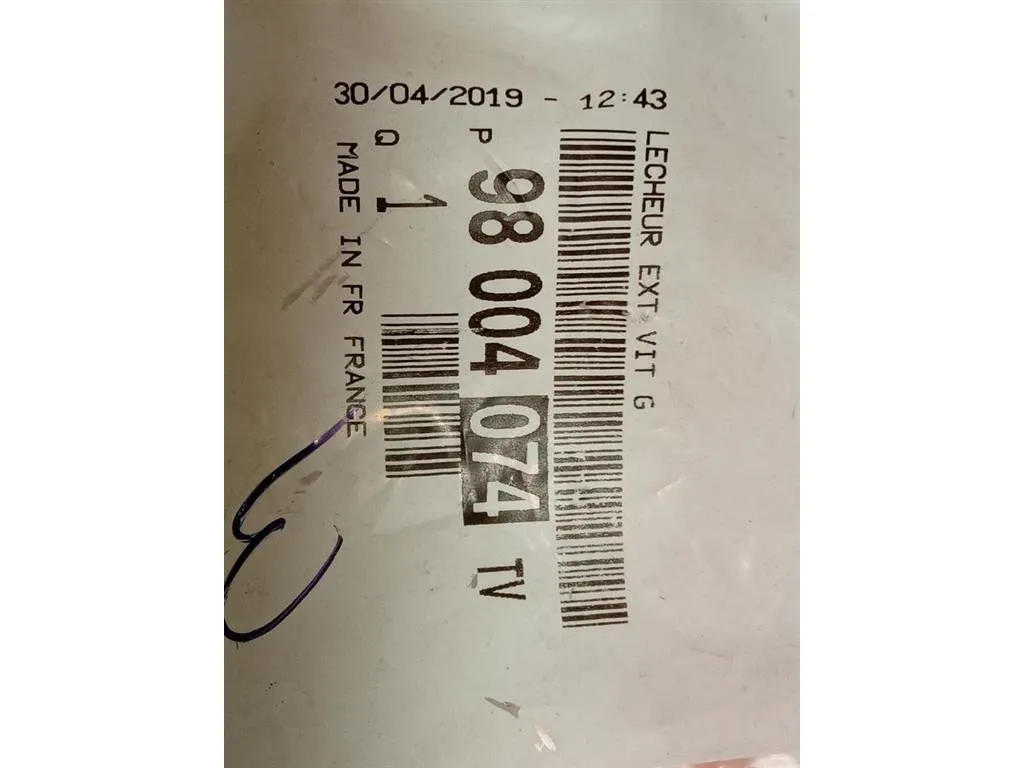 30/04/2019 - 12:43
LECHEUR EXT VIT G
P 98 004 074 TV
Q 1
MADE IN FR FRANCE